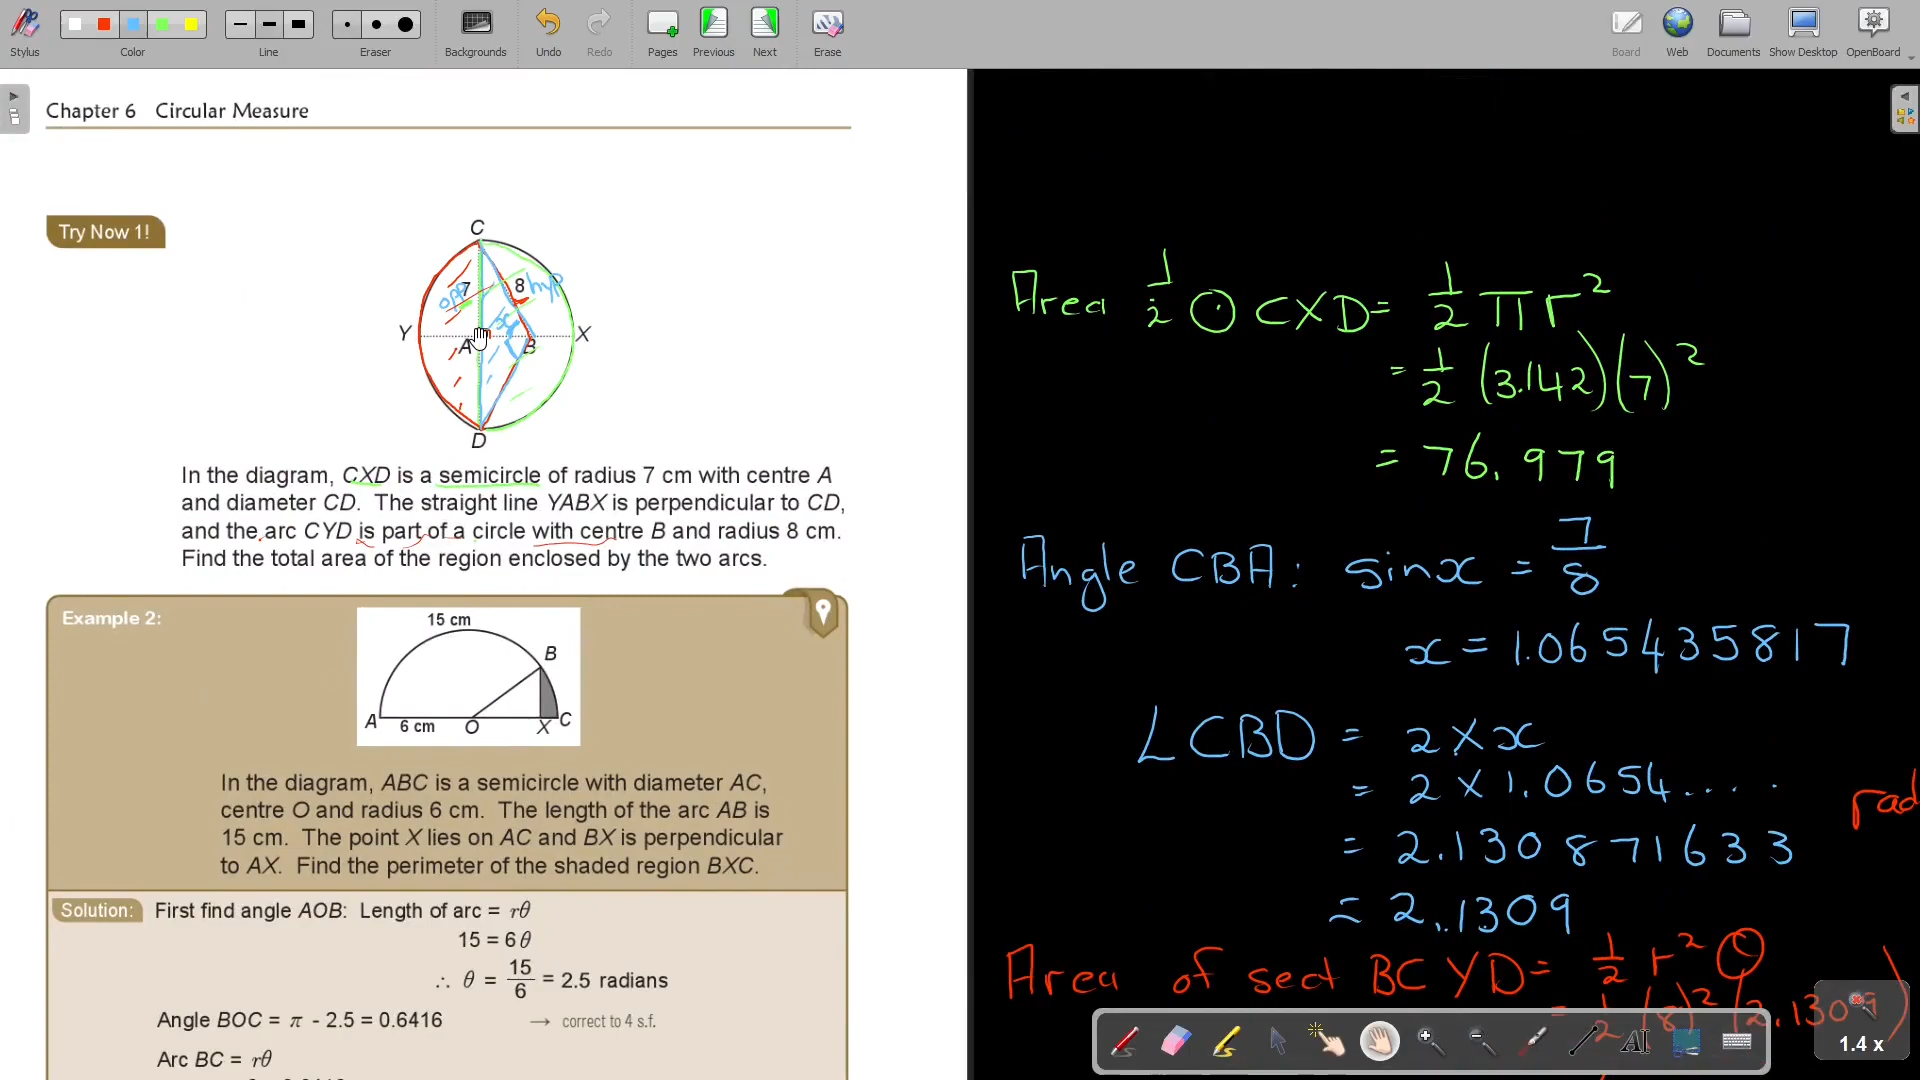 Stylus Color Line Eraser Backgrounds Undo Redo Pages Previous Next Erase Board Web Documents Show Desktop OpenBoard
Chapter 6 Circular Measure
Try Now 1!
C
7 8
opp hyp
x
Y A B X
D
In the diagram, CXD is a semicircle of radius 7 cm with centre A
and diameter CD. The straight line YABX is perpendicular to CD,
and the arc CYD is part of a circle with centre B and radius 8 cm.
Find the total area of the region enclosed by the two arcs.
Example 2:
15 cm
B
A 6 cm O X C
In the diagram, ABC is a semicircle with diameter AC,
centre O and radius 6 cm. The length of the arc AB is
15 cm. The point X lies on AC and BX is perpendicular
to AX. Find the perimeter of the shaded region BXC.
Solution: First find angle AOB: Length of arc = rθ
15 = 6θ
∴ θ = 15/6 = 2.5 radians
Angle BOC = π - 2.5 = 0.6416 → correct to 4 s.f.
Arc BC = rθ
Area 1/2 ⊙ CXD = 1/2 π r²
= 1/2 (3.142)(7)²
= 76.979
Angle CBA: sin x = 7/8
x = 1.065435817
∠CBD = 2 × x
= 2 × 1.0654....
rad
= 2.130871633
= 2.1309
Area of sect BCYD = 1/2 r² θ
= 1/2 (8)² (2.1309)
1.4 x